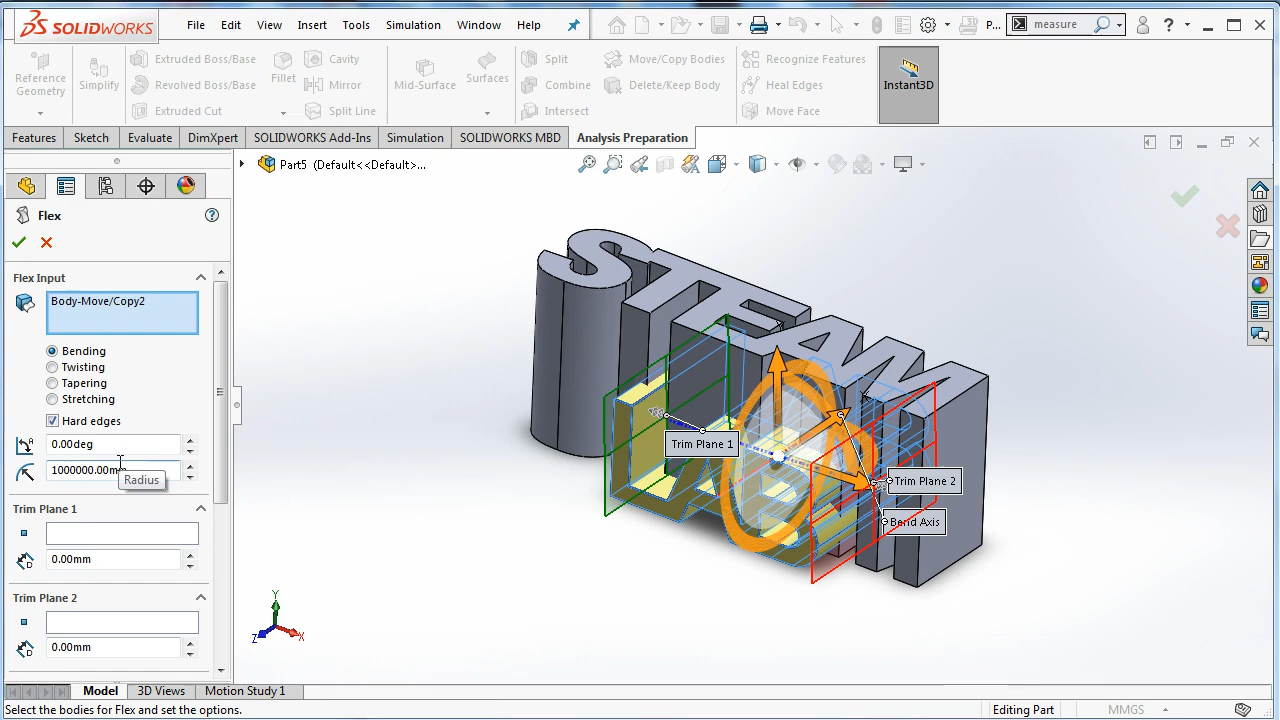 SOLIDWORKS
File Edit View Insert Tools Simulation Window Help
P...
measure
Reference
Geometry
Simplify
Extruded Boss/Base
Revolved Boss/Base
Extruded Cut
Fillet
Cavity
Mirror
Split Line
Mid-Surface
Surfaces
Split
Combine
Intersect
Move/Copy Bodies
Delete/Keep Body
Recognize Features
Heal Edges
Move Face
Instant3D
Features Sketch Evaluate DimXpert SOLIDWORKS Add-Ins Simulation SOLIDWORKS MBD Analysis Preparation
Part5 (Default<<Default>...
Flex
Flex Input
Body-Move/Copy2
Bending
Twisting
Tapering
Stretching
Hard edges
0.00deg
1000000.00m
Radius
Trim Plane 1
0.00mm
Trim Plane 2
0.00mm
STEAM
Trim Plane 1
Trim Plane 2
Bend Axis
Y
Z
X
Model 3D Views Motion Study 1
Select the bodies for Flex and set the options.
Editing Part
MMGS